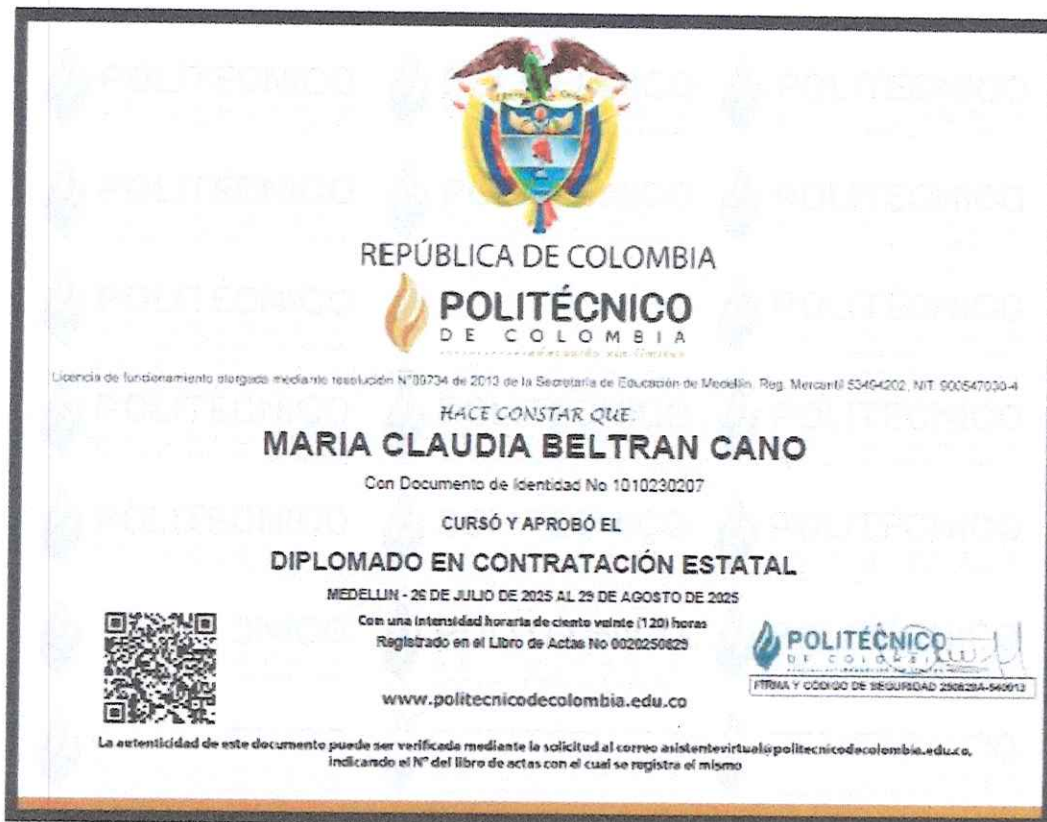 REPÚBLICA DE COLOMBIA
POLITÉCNICO
DE COLOMBIA
Licencia de funcionamiento otorgada mediante resolución N°09734 de 2013 de la Secretaría de Educación de Medellín. Reg. Mercantil 53464202, NIT 900547030-4
HACE CONSTAR QUE:
MARIA CLAUDIA BELTRAN CANO
Con Documento de Identidad No 1010230207
CURSÓ Y APROBÓ EL
DIPLOMADO EN CONTRATACIÓN ESTATAL
MEDELLIN - 26 DE JULIO DE 2025 AL 29 DE AGOSTO DE 2025
Con una intensidad horaria de ciento veinte (120) horas
Registrado en el Libro de Actas No 0020250829
POLITÉCNICO
DE COLOMBIA
FIRMA Y CÓDIGO DE SEGURIDAD
www.politecnicodecolombia.edu.co
La autenticidad de este documento puede ser verificada mediante la solicitud al correo asistentevirtual@politecnicodecolombia.edu.co,
indicando el N° del libro de actas con el cual se registra el mismo